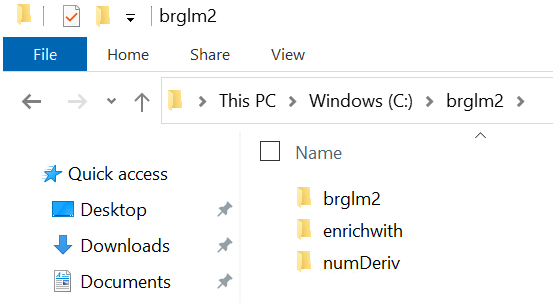 brglm2
File Home Share View
This PC Windows (C:) brglm2
Name
Quick access
Desktop
Downloads
Documents
brglm2
enrichwith
numDeriv